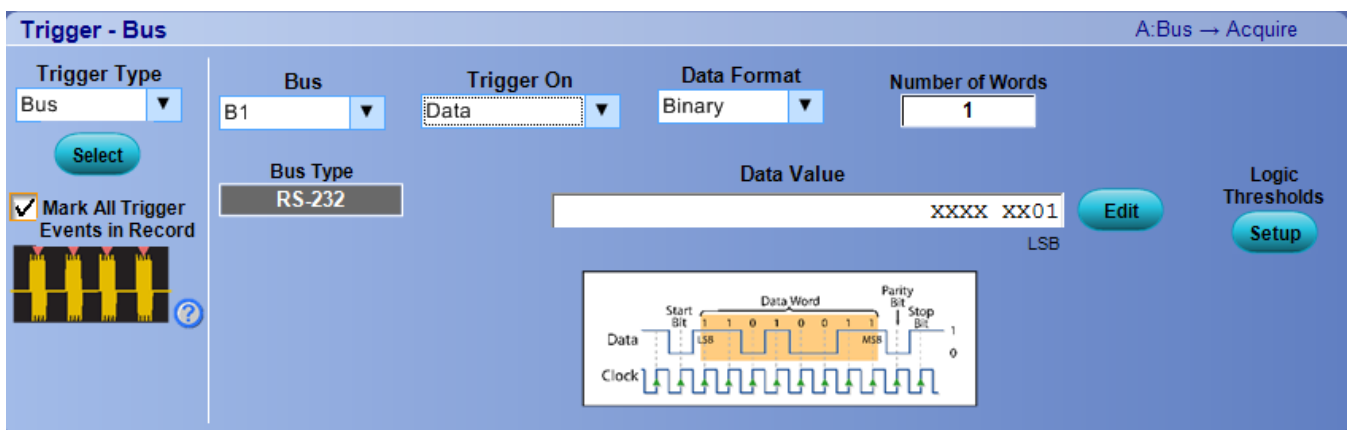 Trigger - Bus
A:Bus → Acquire
Trigger Type
Bus
Select
Mark All Trigger
Events in Record
Bus
B1
Trigger On
Data
Data Format
Binary
Number of Words
1
Bus Type
RS-232
Data Value
XXXX XX01
LSB
Edit
Logic
Thresholds
Setup
Start
Bit
Data Word
Parity
Bit
Stop
Bit
1 1 0 1 0 0 1 1
Data
LSB
MSB
1
0
Clock
?